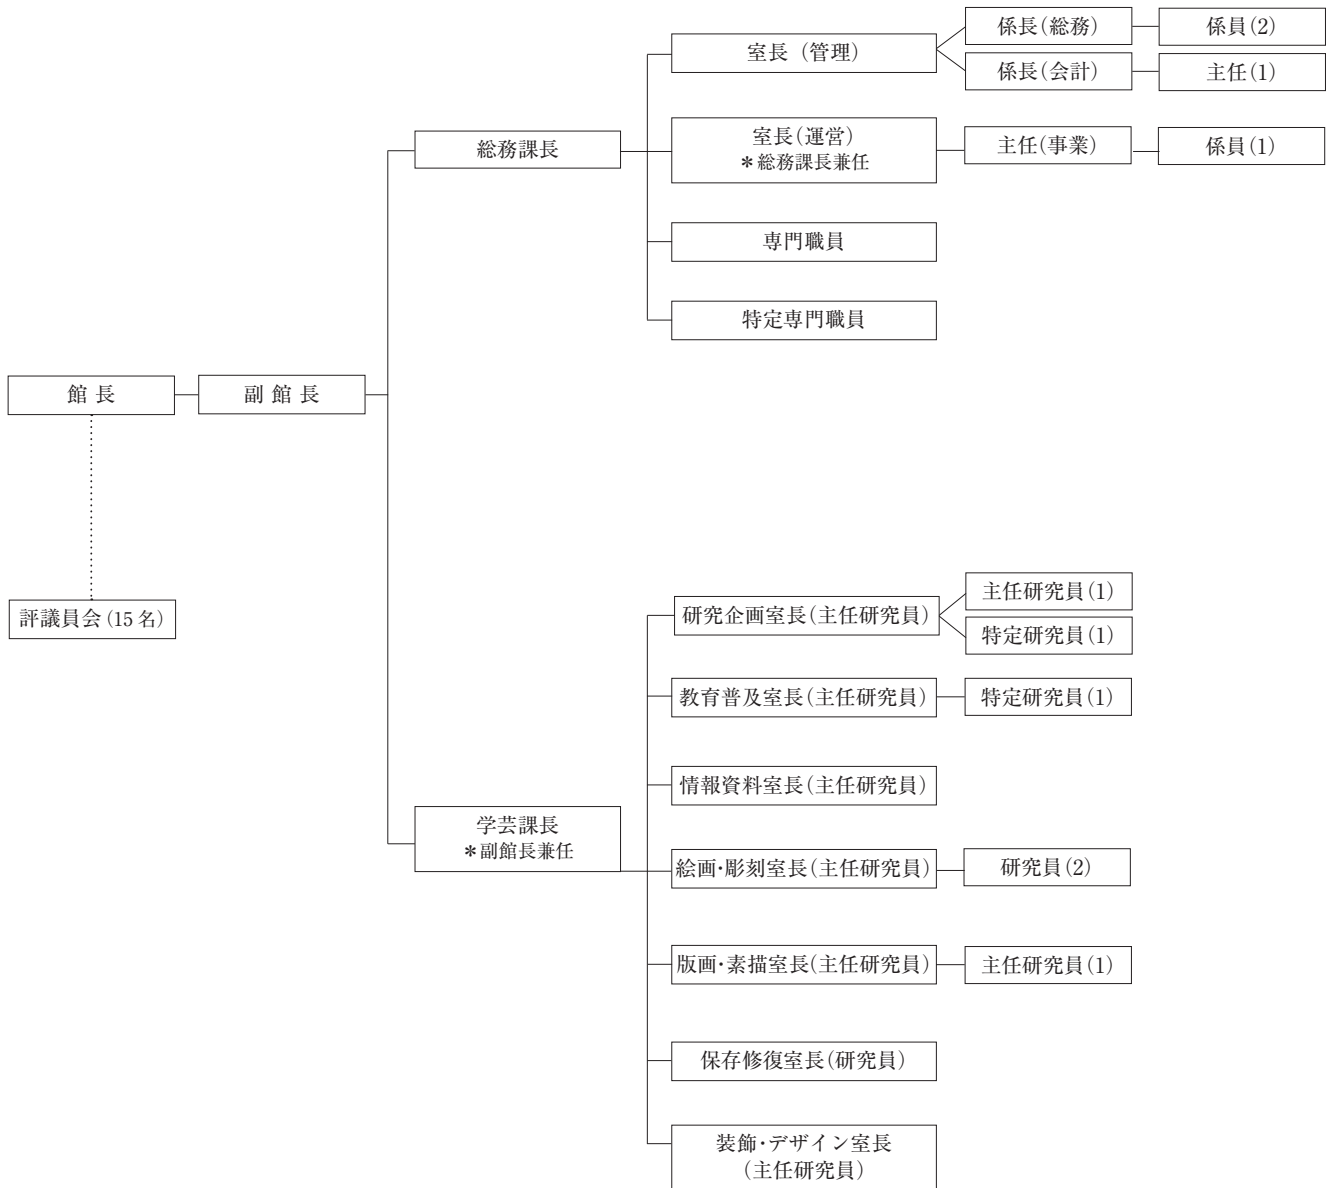 係長(総務)
係員(2)
室長（管理）
係長(会計)
主任(1)
総務課長
室長(運営)
＊総務課長兼任
主任(事業)
係員(1)
専門職員
特定専門職員
館 長
副 館 長
評議員会(15名)
研究企画室長(主任研究員)
主任研究員(1)
特定研究員(1)
教育普及室長(主任研究員)
特定研究員(1)
情報資料室長(主任研究員)
学芸課長
＊副館長兼任
絵画・彫刻室長(主任研究員)
研究員(2)
版画・素描室長(主任研究員)
主任研究員(1)
保存修復室長(研究員)
装飾・デザイン室長
(主任研究員)